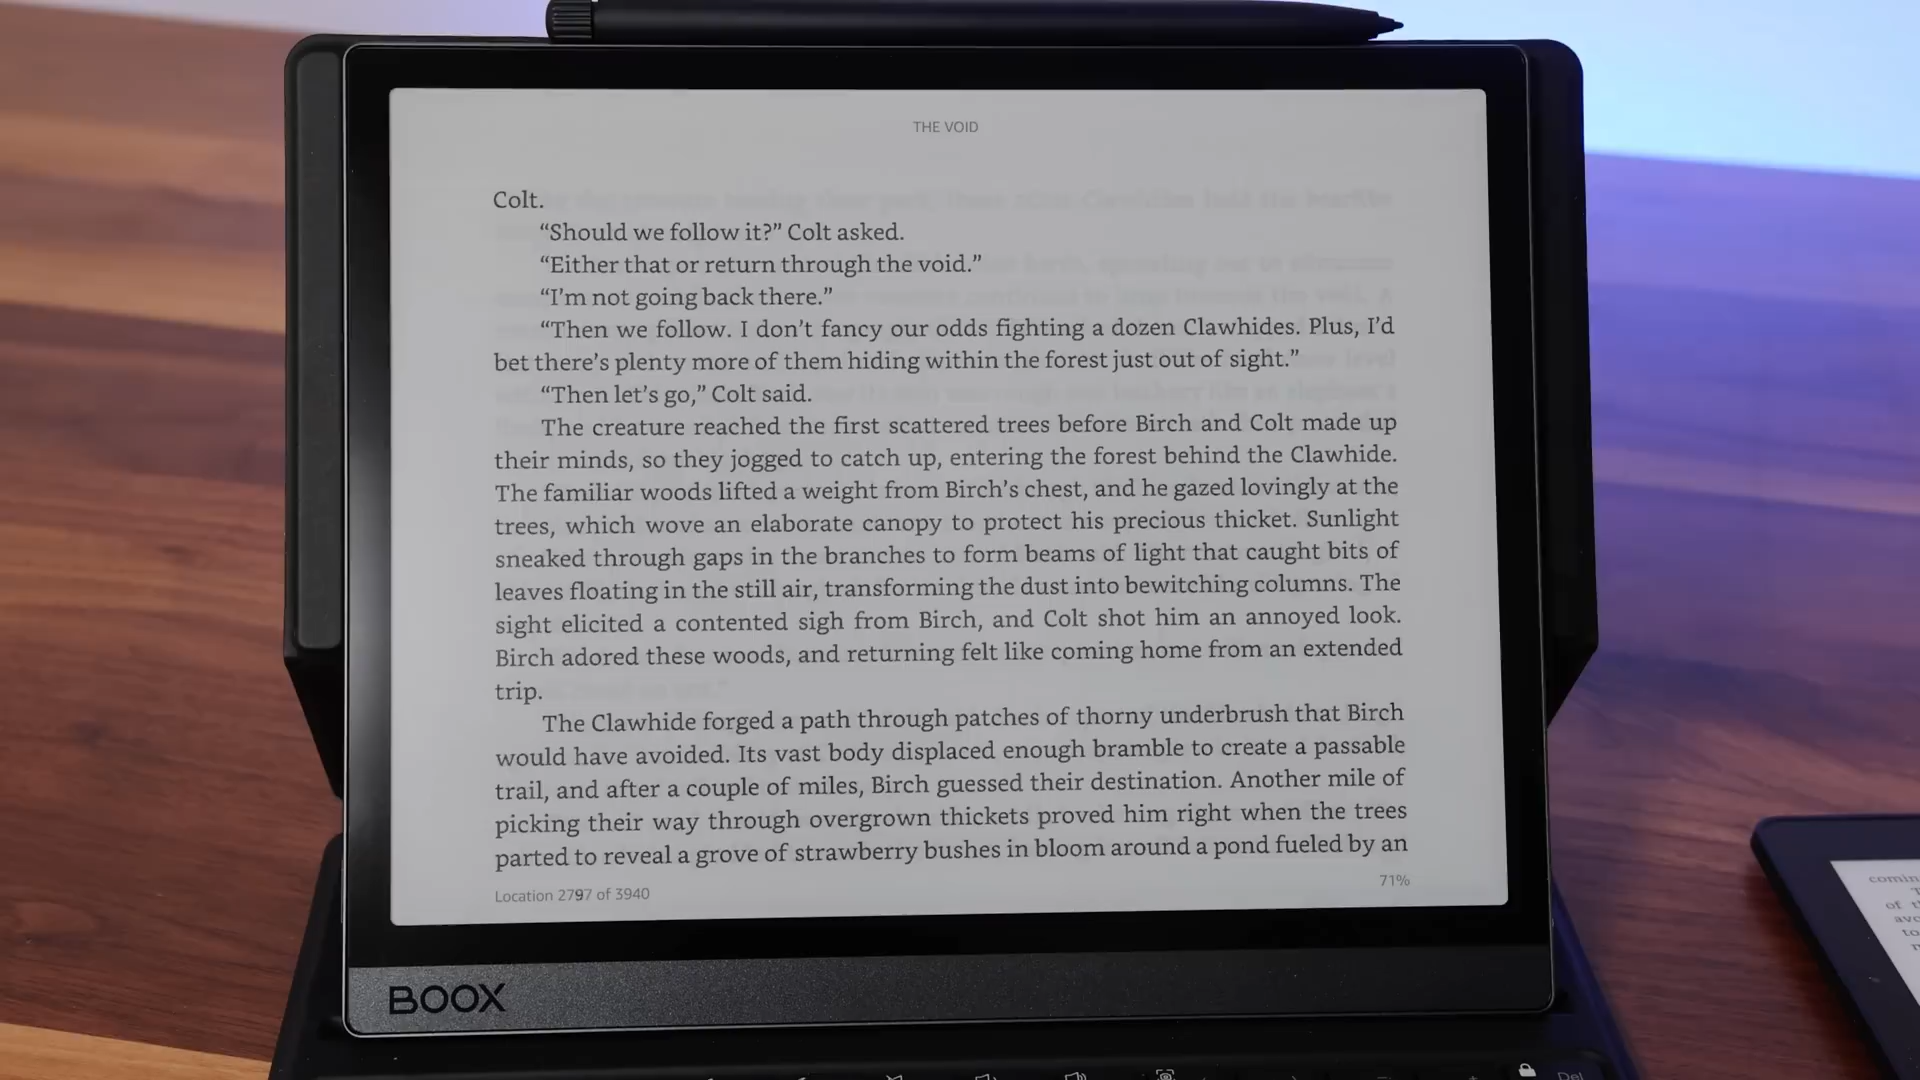 THE VOID
Colt.
“Should we follow it?” Colt asked.
“Either that or return through the void.”
“I’m not going back there.”
“Then we follow. I don’t fancy our odds fighting a dozen Clawhides. Plus, I’d
bet there’s plenty more of them hiding within the forest just out of sight.”
“Then let’s go,” Colt said.
The creature reached the first scattered trees before Birch and Colt made up
their minds, so they jogged to catch up, entering the forest behind the Clawhide.
The familiar woods lifted a weight from Birch’s chest, and he gazed lovingly at the
trees, which wove an elaborate canopy to protect his precious thicket. Sunlight
sneaked through gaps in the branches to form beams of light that caught bits of
leaves floating in the still air, transforming the dust into bewitching columns. The
sight elicited a contented sigh from Birch, and Colt shot him an annoyed look.
Birch adored these woods, and returning felt like coming home from an extended
trip.
The Clawhide forged a path through patches of thorny underbrush that Birch
would have avoided. Its vast body displaced enough bramble to create a passable
trail, and after a couple of miles, Birch guessed their destination. Another mile of
picking their way through overgrown thickets proved him right when the trees
parted to reveal a grove of strawberry bushes in bloom around a pond fueled by an
Location 2797 of 3940
71%
BOOX
Del